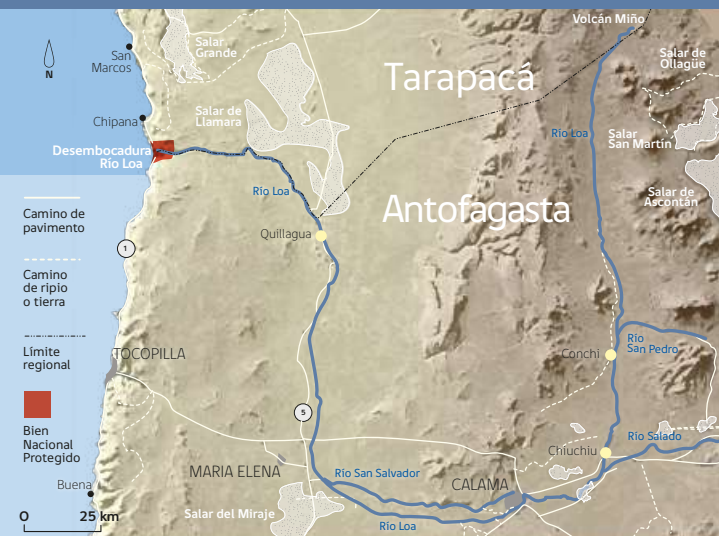 Volcán Miño
San
Marcos
Salar
Grande
Salar de
Ollagüe
N
Tarapacá
Chipana
Salar de
Llamara
Río Loa
Salar
San Martín
Desembocadura
Río Loa
Río Loa
Salar de
Ascontán
Antofagasta
Camino de
pavimento
Quillagua
1
Camino
de ripio
o tierra
Río
San Pedro
Límite
regional
TOCOPILLA
Conchi
5
Bien
Nacional
Protegido
Río Salado
Chiuchiu
MARIA ELENA
Río San Salvador
CALAMA
Buena
Salar del Miraje
Río Loa
0 25 km